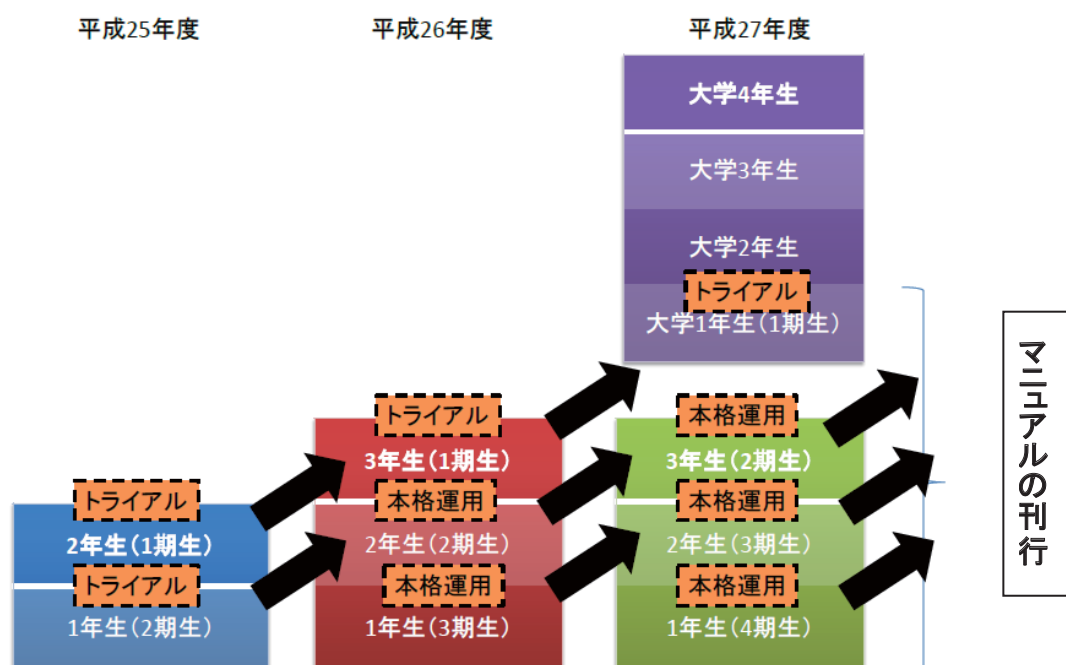 平成25年度
平成26年度
平成27年度
大学4年生
大学3年生
大学2年生
トライアル
大学1年生(1期生)
トライアル
3年生(1期生)
本格運用
2年生(2期生)
本格運用
1年生(3期生)
本格運用
3年生(2期生)
本格運用
2年生(3期生)
本格運用
1年生(4期生)
トライアル
2年生(1期生)
トライアル
1年生(2期生)
マニュアルの刊行